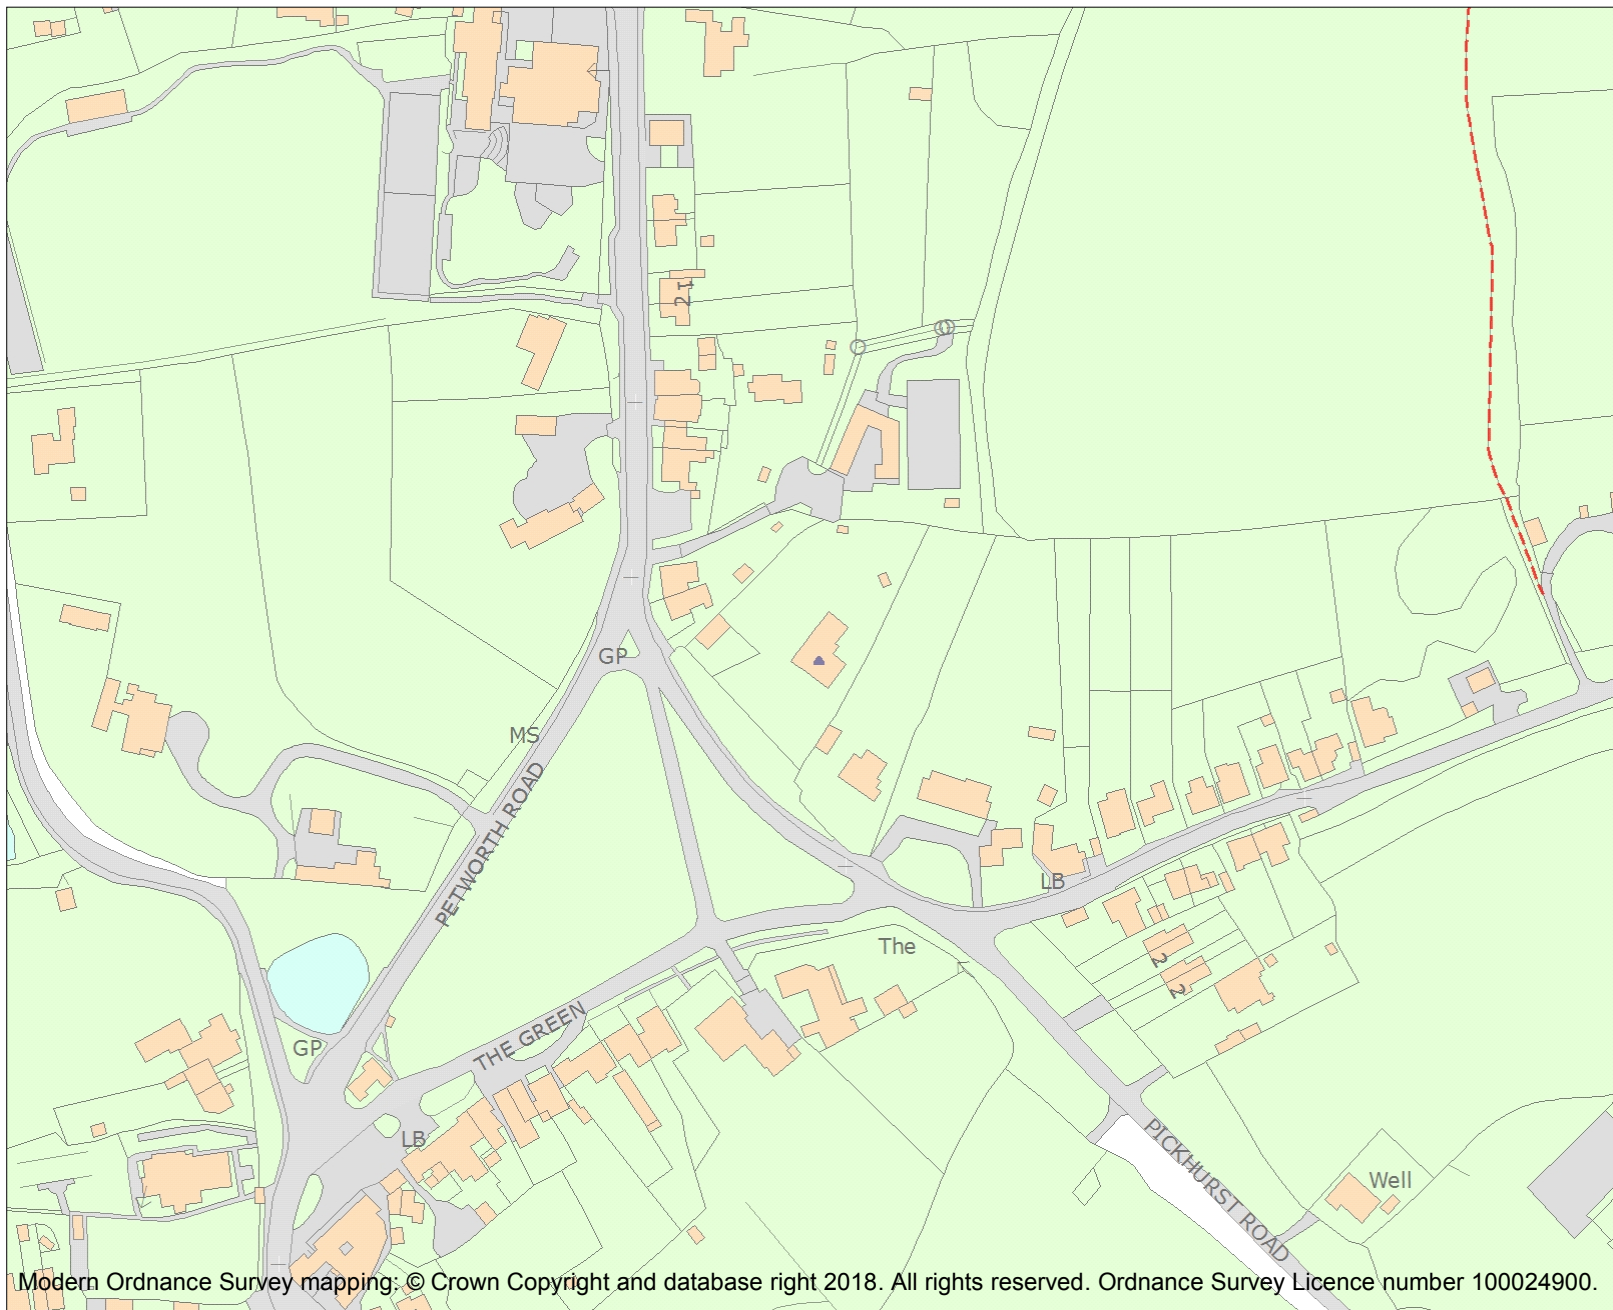 12
GP
MS
PETWORTH ROAD
LB
The
2
2
THE GREEN
GP
LB
PICKHURST ROAD
Well
Modern Ordnance Survey mapping: © Crown Copyright and database right 2018. All rights reserved. Ordnance Survey Licence number 100024900.